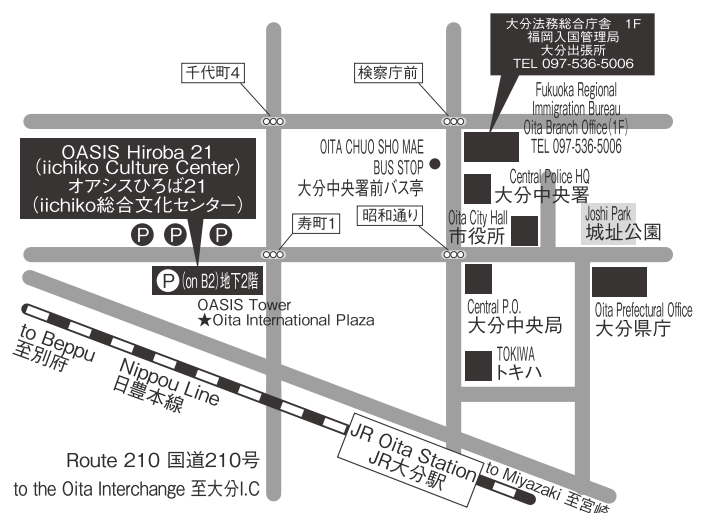 大分法務総合庁舎 1F
福岡入国管理局
大分出張所
TEL 097-536-5006
千代町4
検察庁前
Fukuoka Regional
Immigration Bureau
Oita Branch Office(1F)
TEL 097-536-5006
OASIS Hiroba 21
(iichiko Culture Center)
オアシスひろば21
(iichiko総合文化センター)
OITA CHUO SHO MAE
BUS STOP
大分中央署前バス亭
Central Police HQ
大分中央署
P P P
寿町1
昭和通り
Oita City Hall
市役所
Joshi Park
城址公園
P (on B2)地下2階
OASIS Tower
★Oita International Plaza
Central P.O.
大分中央局
Oita Prefectural Office
大分県庁
to Beppu
至別府
Nippou Line
日豊本線
TOKIWA
トキハ
JR Oita Station
JR大分駅
Route 210 国道210号
to the Oita Interchange 至大分I.C
to Miyazaki 至宮崎